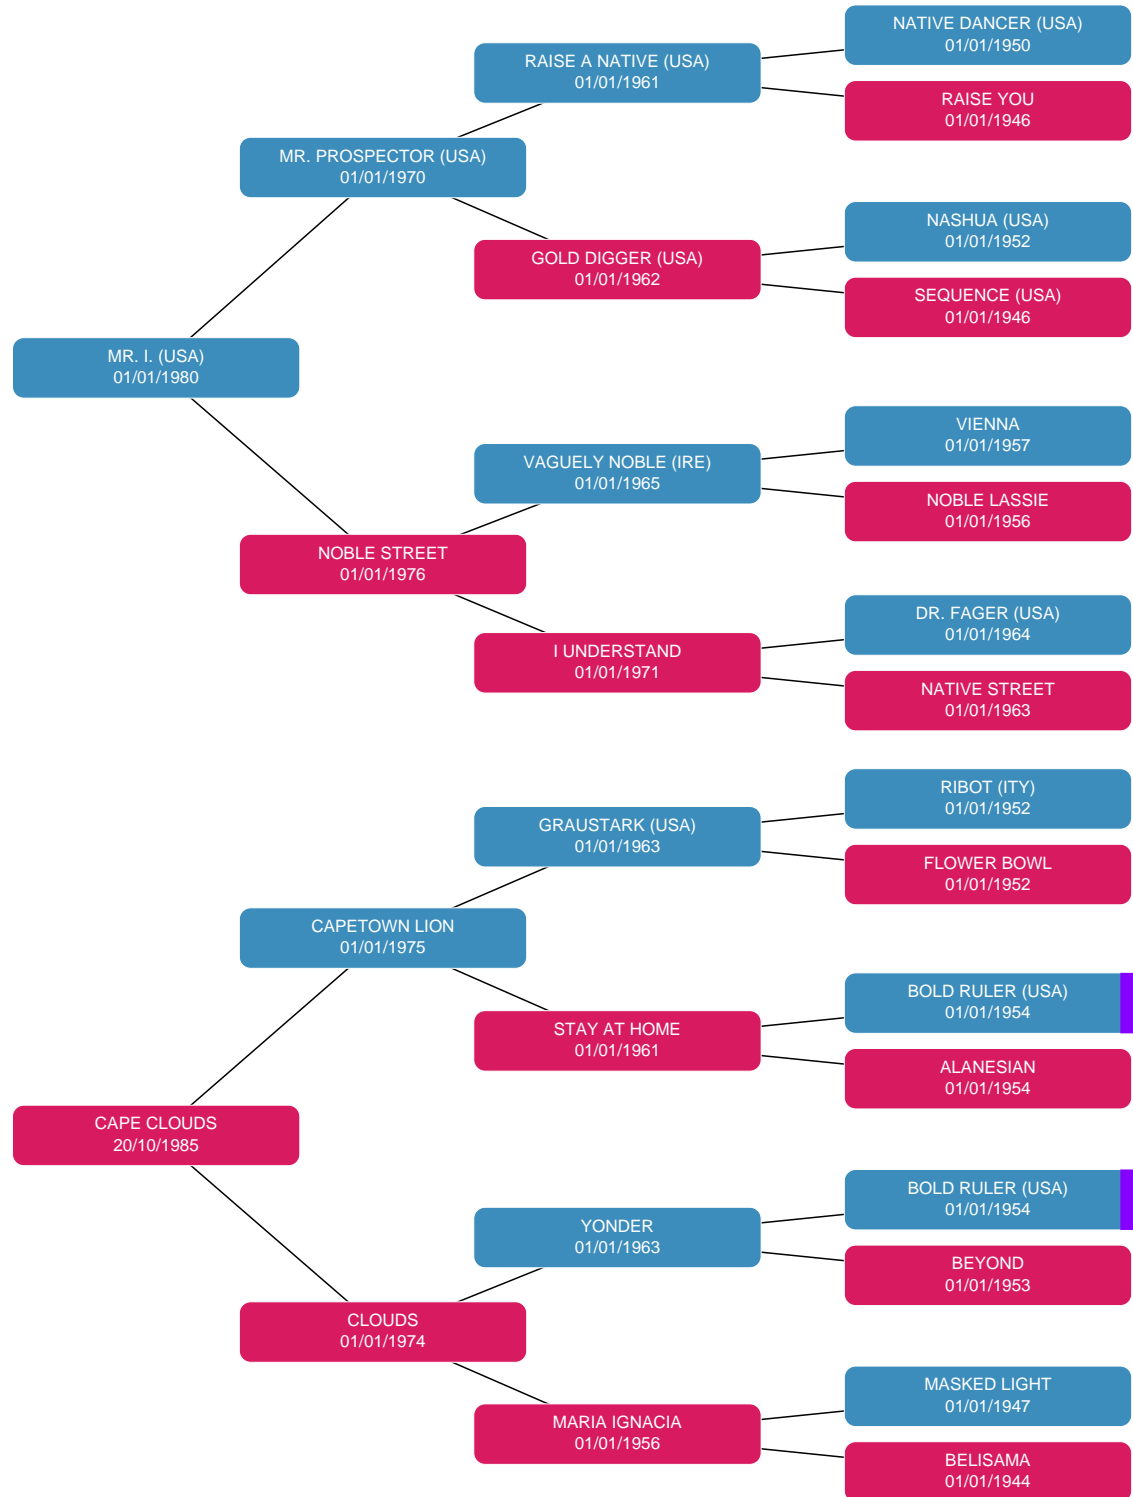 NATIVE DANCER (USA)
01/01/1950
RAISE A NATIVE (USA)
01/01/1961
RAISE YOU
01/01/1946
MR. PROSPECTOR (USA)
01/01/1970
NASHUA (USA)
01/01/1952
GOLD DIGGER (USA)
01/01/1962
SEQUENCE (USA)
01/01/1946
MR. I. (USA)
01/01/1980
VIENNA
01/01/1957
VAGUELY NOBLE (IRE)
01/01/1965
NOBLE LASSIE
01/01/1956
NOBLE STREET
01/01/1976
DR. FAGER (USA)
01/01/1964
I UNDERSTAND
01/01/1971
NATIVE STREET
01/01/1963
RIBOT (ITY)
01/01/1952
GRAUSTARK (USA)
01/01/1963
FLOWER BOWL
01/01/1952
CAPETOWN LION
01/01/1975
BOLD RULER (USA)
01/01/1954
STAY AT HOME
01/01/1961
ALANESIAN
01/01/1954
CAPE CLOUDS
20/10/1985
BOLD RULER (USA)
01/01/1954
YONDER
01/01/1963
BEYOND
01/01/1953
CLOUDS
01/01/1974
MASKED LIGHT
01/01/1947
MARIA IGNACIA
01/01/1956
BELISAMA
01/01/1944